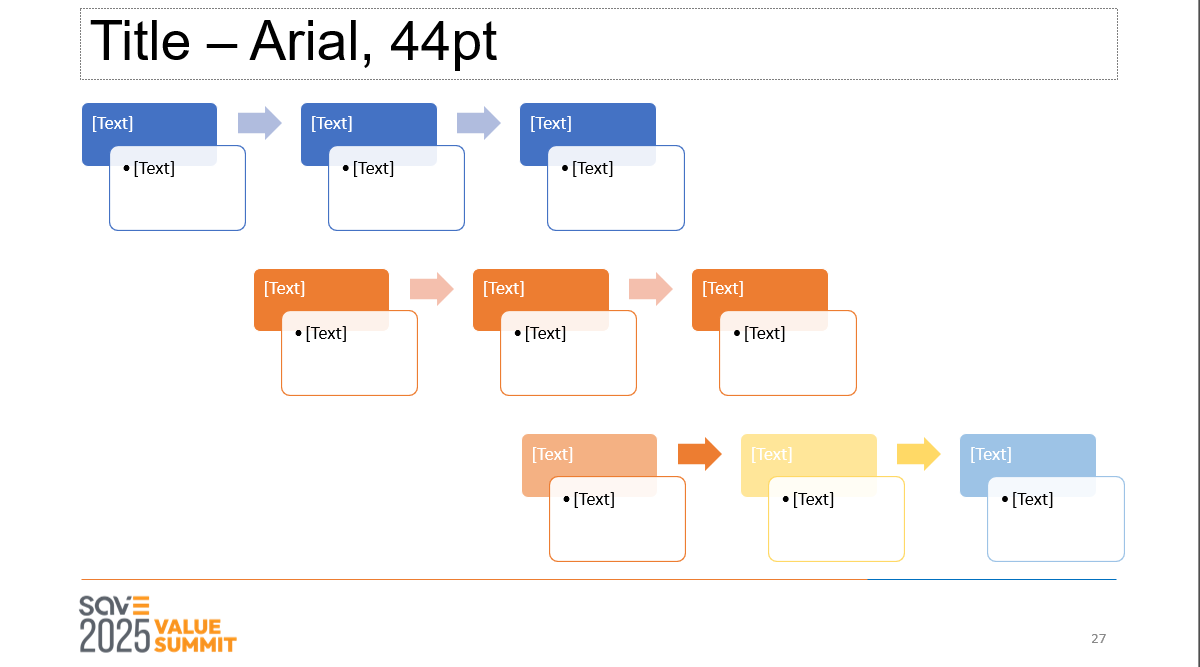 Title – Arial, 44pt
[Text]
[Text]
[Text]
• [Text]
• [Text]
• [Text]
[Text]
[Text]
[Text]
• [Text]
• [Text]
• [Text]
[Text]
[Text]
[Text]
• [Text]
• [Text]
• [Text]
SAVE
2025 VALUE
SUMMIT
27